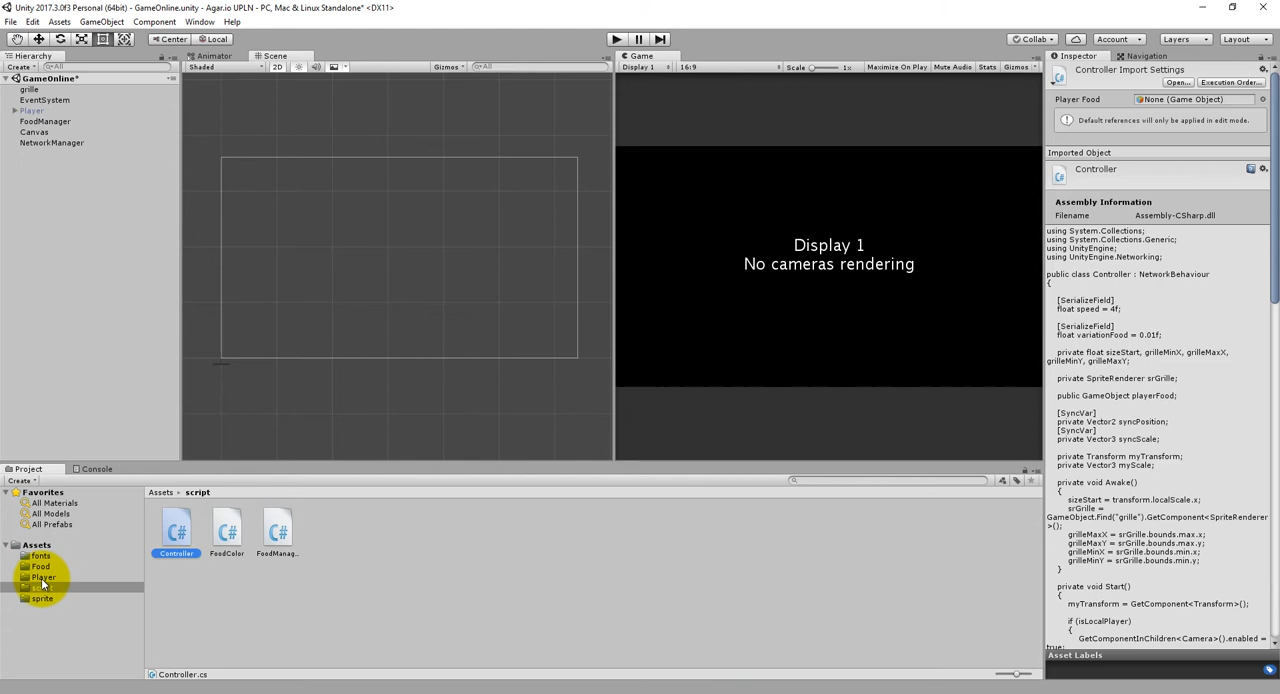 Unity 2017.3.0f3 Personal (64bit) - GameOnline.unity - Agar.io UPLN - PC, Mac & Linux Standalone* <DX11>
File Edit Assets GameObject Component Window Help
Center Local Collab Account Layers Layout
Hierarchy Animator Scene Game Inspector Navigation
Create All Shaded 2D Gizmos All Display 1 16:9 Scale 1x Maximize On Play Mute Audio Stats Gizmos
Controller Import Settings
Open... Execution Order...
GameOnline*
grille
EventSystem
Player
FoodManager
Canvas
NetworkManager
Display 1
No cameras rendering
Player Food None (Game Object)
Default references will only be applied in edit mode.
Imported Object
Controller
Assembly Information
Filename Assembly-CSharp.dll
using System.Collections;
using System.Collections.Generic;
using UnityEngine;
using UnityEngine.Networking;
public class Controller : NetworkBehaviour
{
[SerializeField]
float speed = 4f;
[SerializeField]
float variationFood = 0.01f;
private float sizeStart, grilleMinX, grilleMaxX,
grilleMinY, grilleMaxY;
private SpriteRenderer srGrille;
public GameObject playerFood;
[SyncVar]
private Vector2 syncPosition;
[SyncVar]
private Vector3 syncScale;
private Transform myTransform;
private Vector3 myScale;
private void Awake()
{
sizeStart = transform.localScale.x;
srGrille =
GameObject.Find("grille").GetComponent<SpriteRenderer
>();
grilleMaxX = srGrille.bounds.max.x;
grilleMaxY = srGrille.bounds.max.y;
grilleMinX = srGrille.bounds.min.x;
grilleMinY = srGrille.bounds.min.y;
}
private void Start()
{
myTransform = GetComponent<Transform>();
if (isLocalPlayer)
{
GetComponentInChildren<Camera>().enabled =
true;
Asset Labels
Project Console
Create
Favorites
All Materials
All Models
All Prefabs
Assets
fonts
Food
Player
sprite
Assets script
Controller FoodColor FoodManag...
Controller.cs